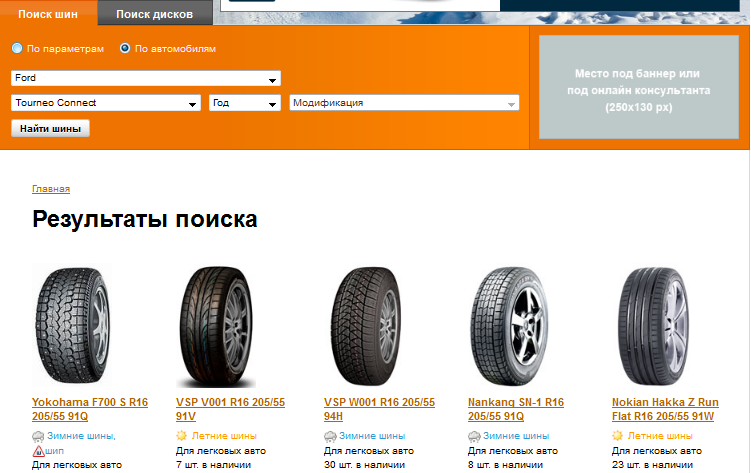 Поиск шин Поиск дисков
По параметрам По автомобилям
Ford
Tourneo Connect Год Модификация
Найти шины
Место под баннер или
под онлайн консультанта
(250x130 px)
Главная
Результаты поиска
Yokohama F700 S R16
205/55 91Q
Зимние шины,
шип
Для легковых авто
VSP V001 R16 205/55
91V
Летние шины
Для легковых авто
7 шт. в наличии
VSP W001 R16 205/55
94H
Зимние шины
Для легковых авто
30 шт. в наличии
Nankang SN-1 R16
205/55 91Q
Зимние шины
Для легковых авто
8 шт. в наличии
Nokian Hakka Z Run
Flat R16 205/55 91W
Летние шины
Для легковых авто
23 шт. в наличии